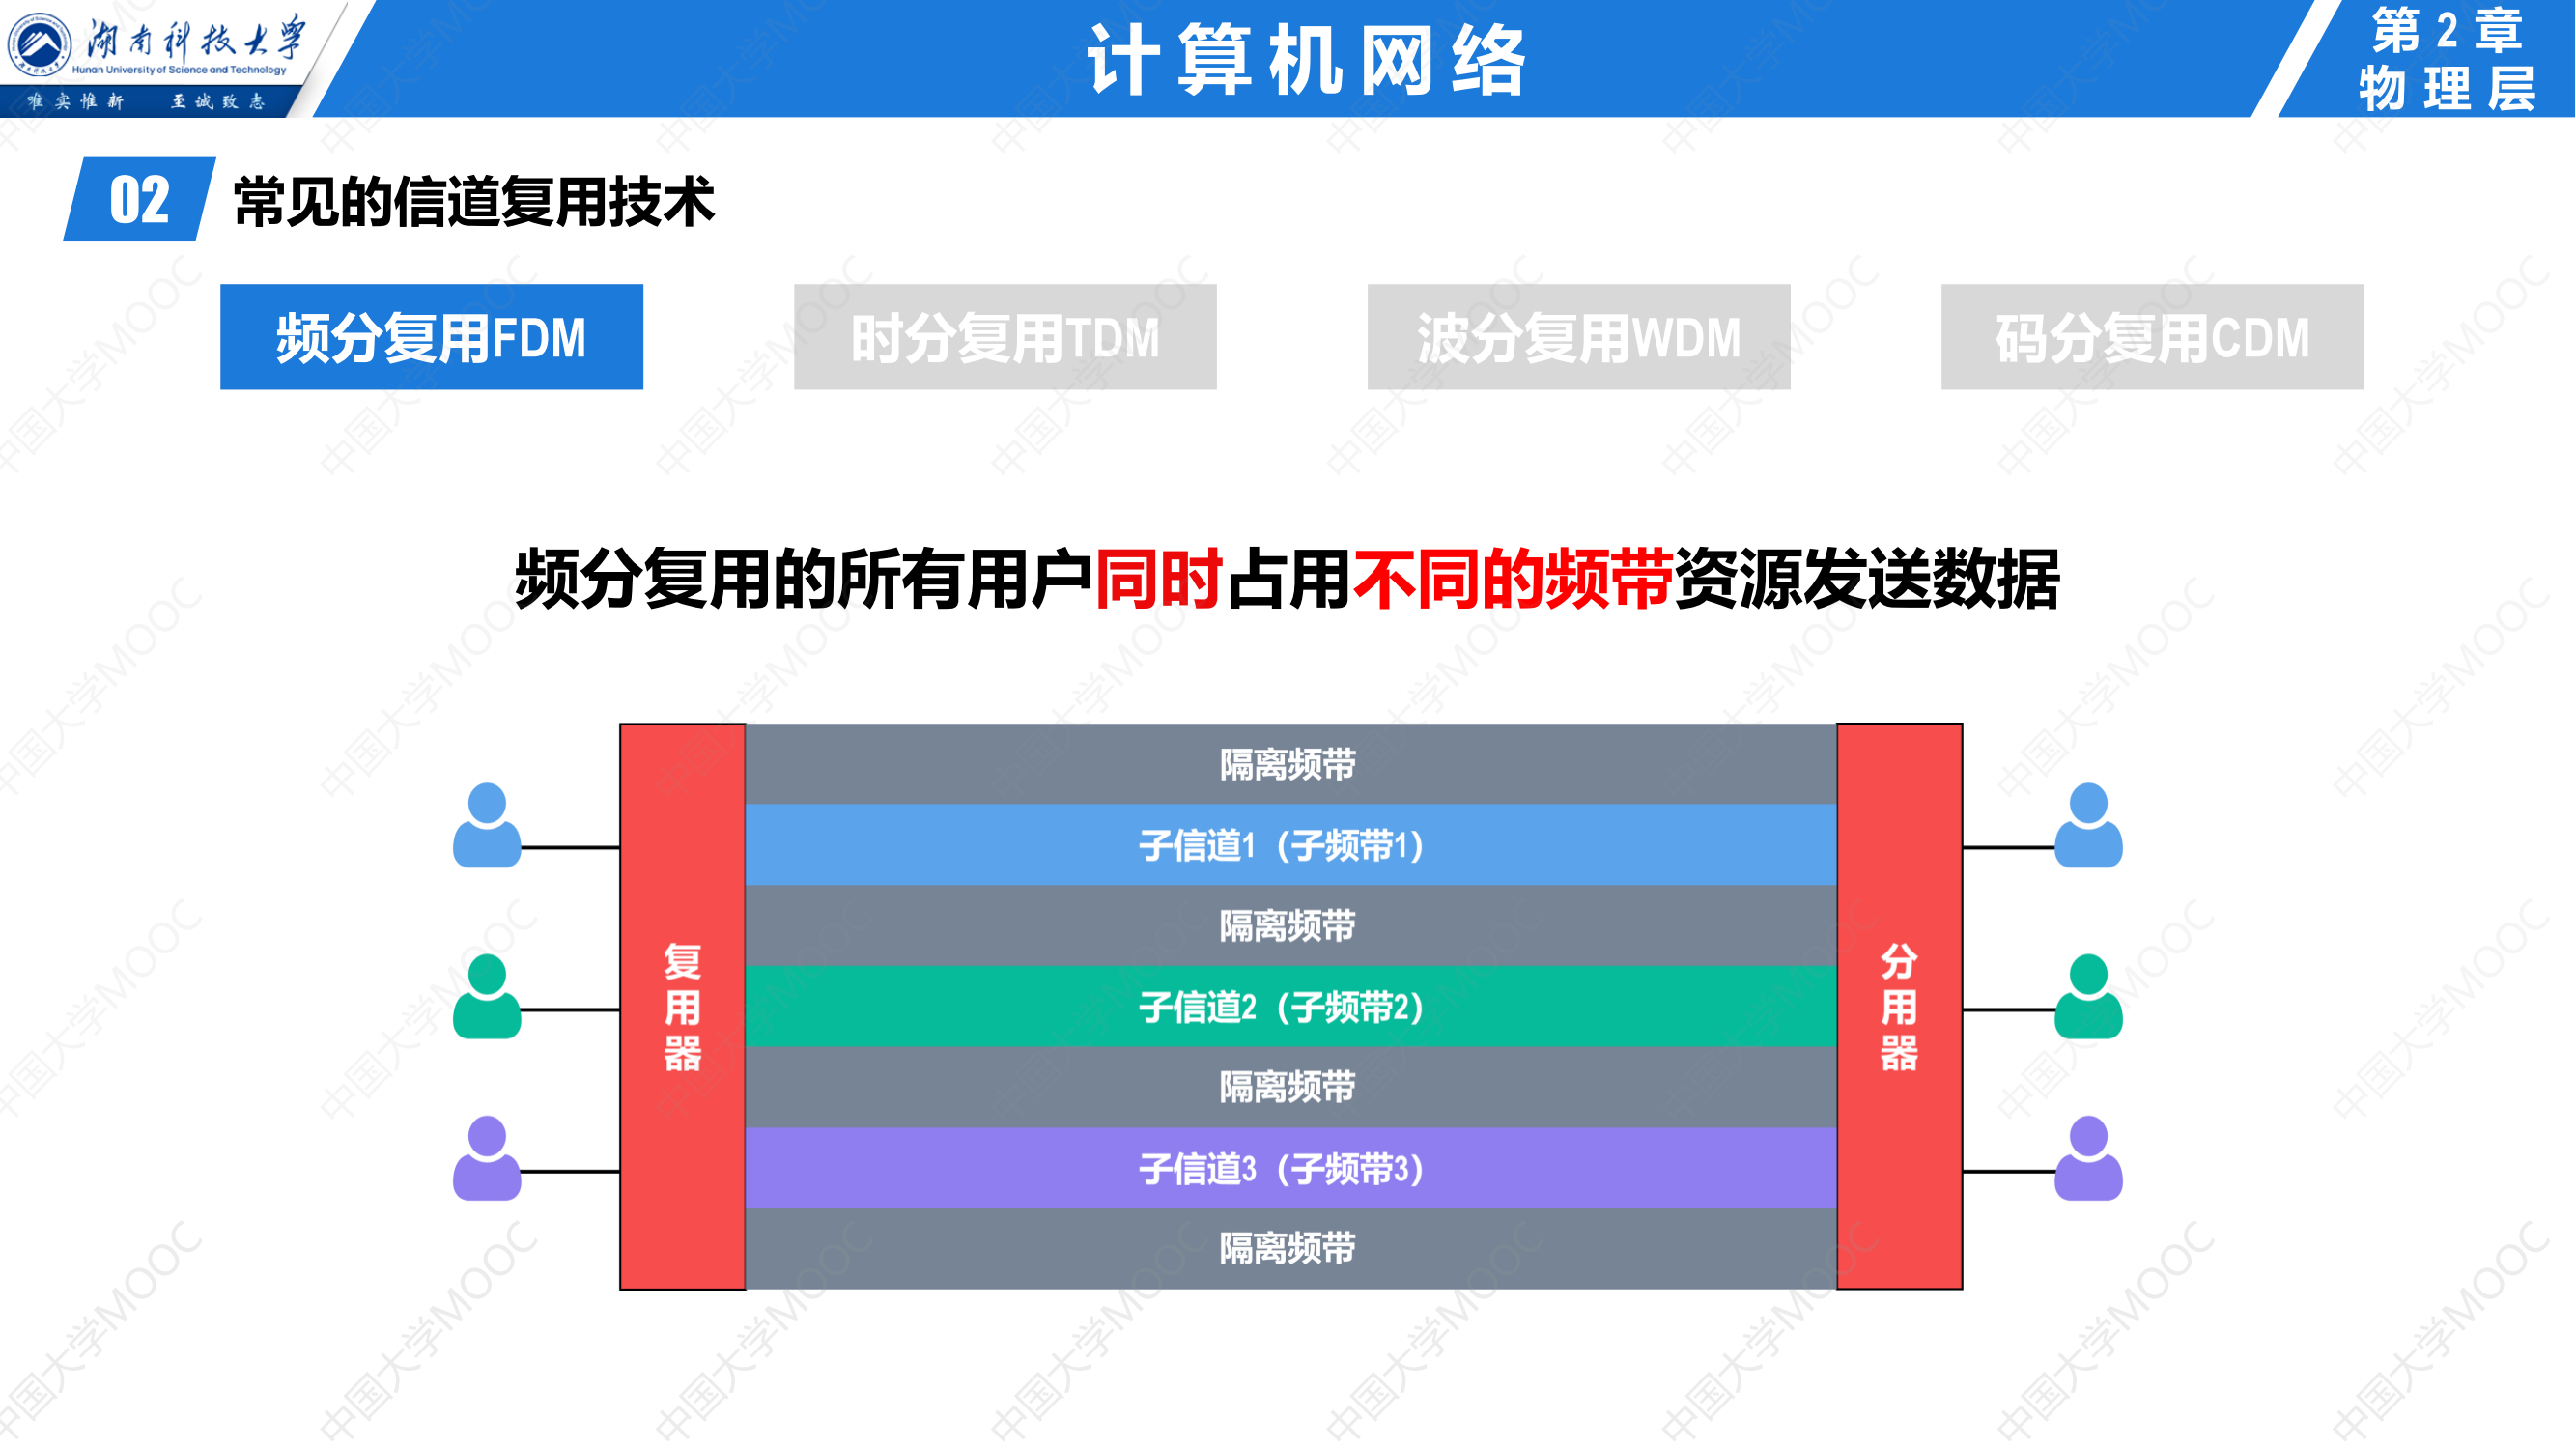 湖南科技大学
Hunan University of Science and Technology
唯实惟新 至诚致志
计算机网络
第2章
物理层
02 常见的信道复用技术
频分复用FDM 时分复用TDM 波分复用WDM 码分复用CDM
频分复用的所有用户同时占用不同的频带资源发送数据
隔离频带
子信道1（子频带1）
隔离频带
子信道2（子频带2）
隔离频带
子信道3（子频带3）
隔离频带
复用器
分用器
中国大学MOOC